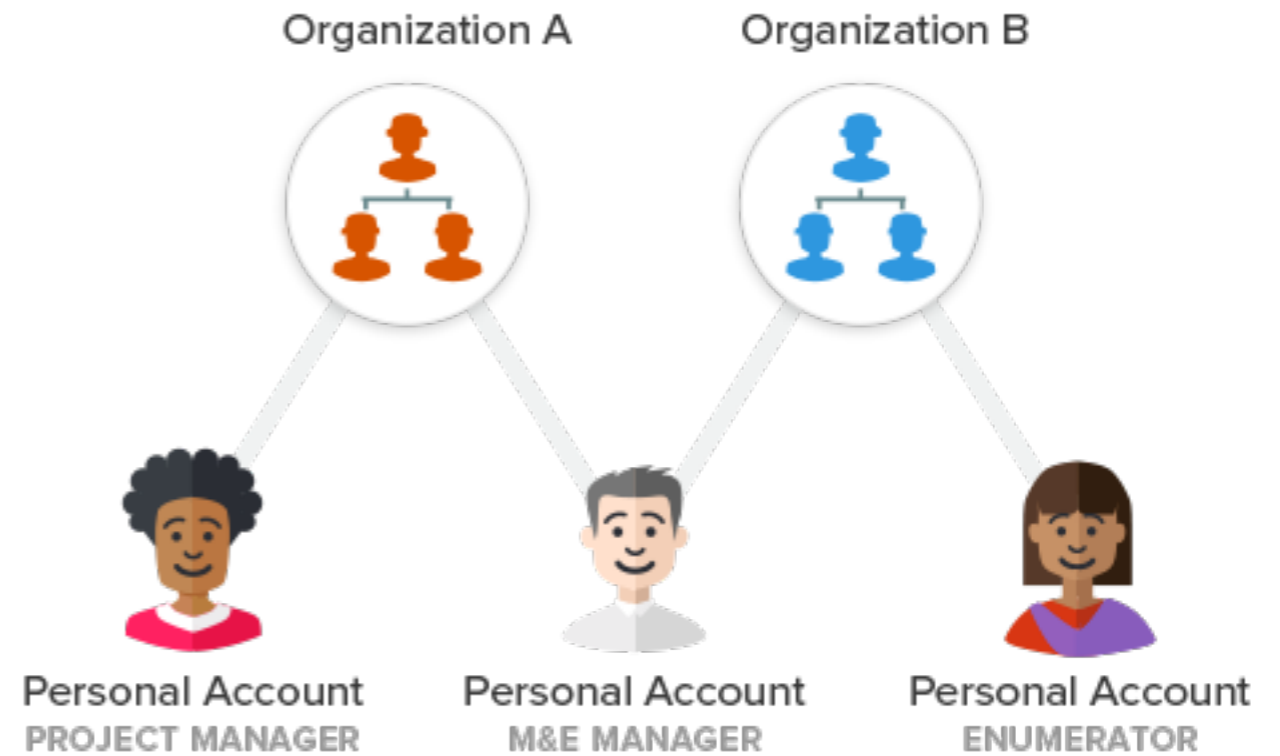 Organization A
Organization B
Personal Account
PROJECT MANAGER
Personal Account
M&E MANAGER
Personal Account
ENUMERATOR